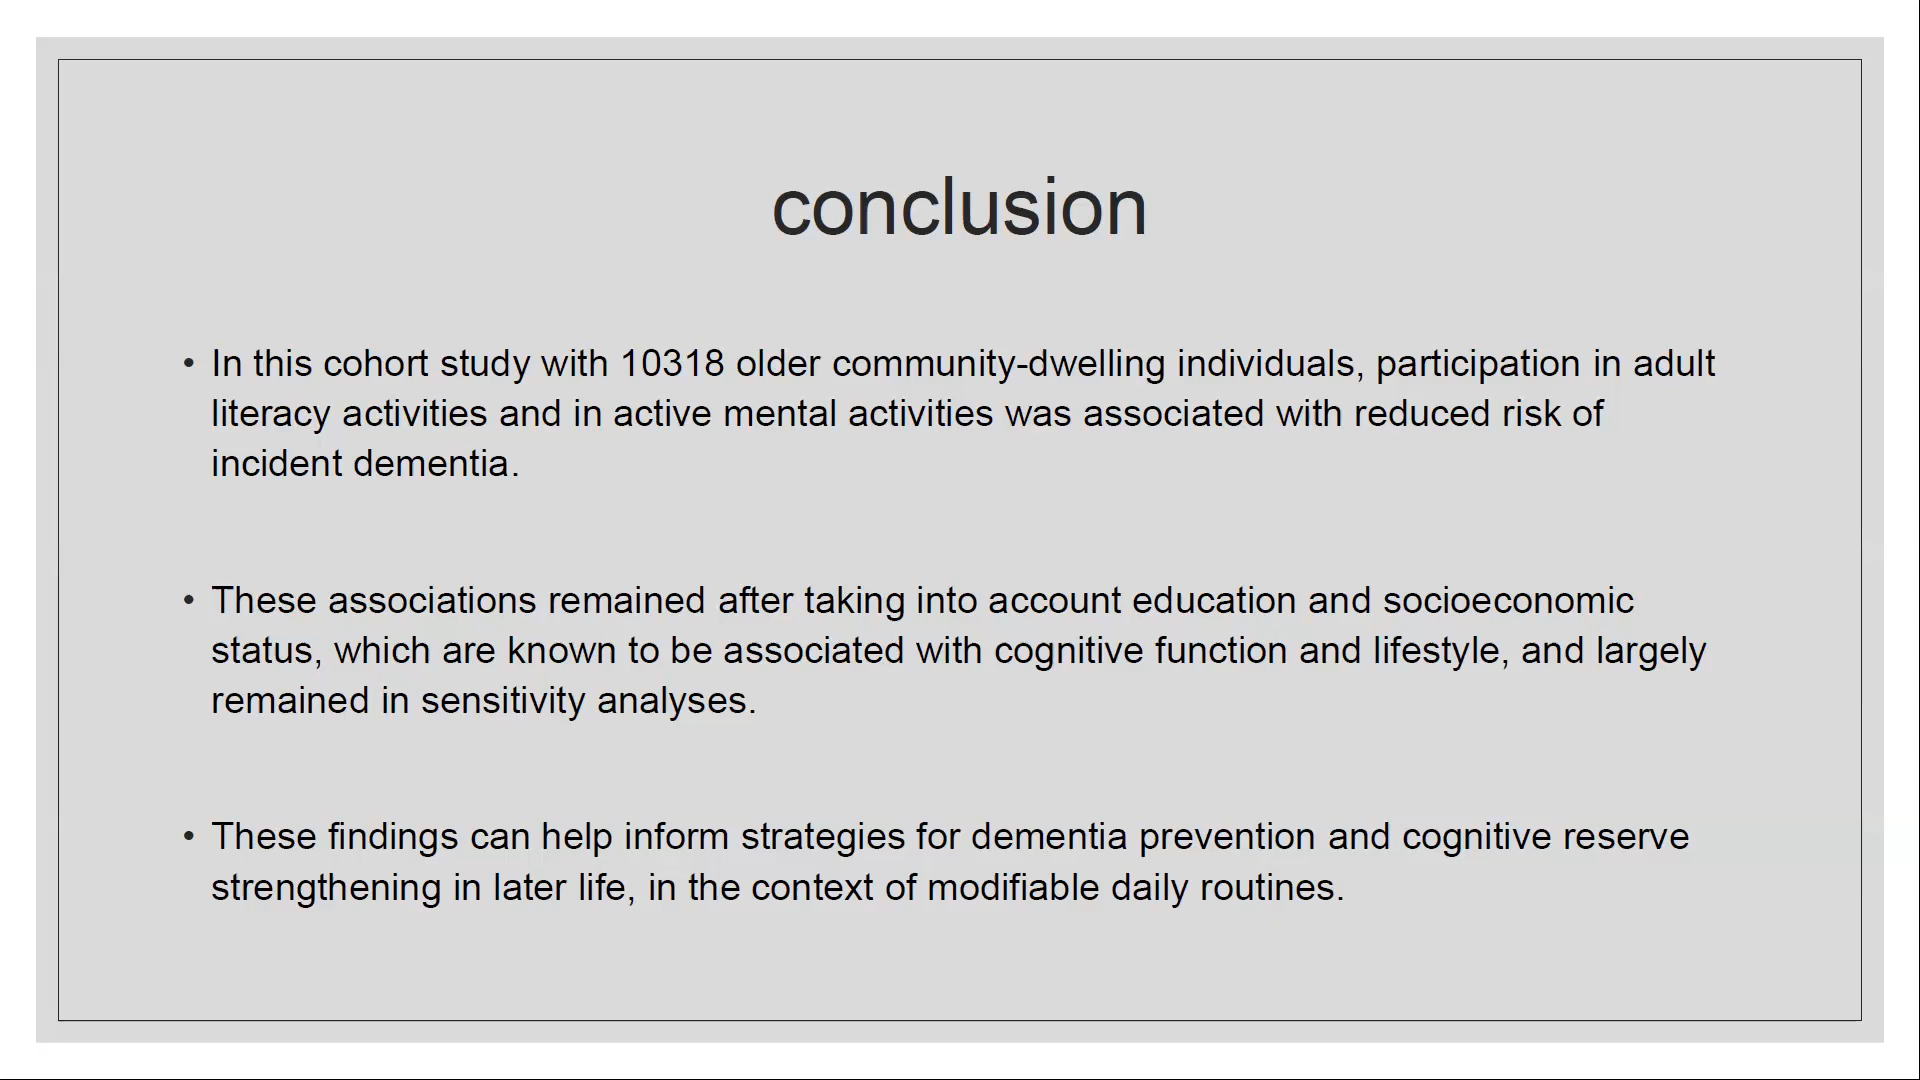 conclusion
• In this cohort study with 10318 older community-dwelling individuals, participation in adult
literacy activities and in active mental activities was associated with reduced risk of
incident dementia.
• These associations remained after taking into account education and socioeconomic
status, which are known to be associated with cognitive function and lifestyle, and largely
remained in sensitivity analyses.
• These findings can help inform strategies for dementia prevention and cognitive reserve
strengthening in later life, in the context of modifiable daily routines.